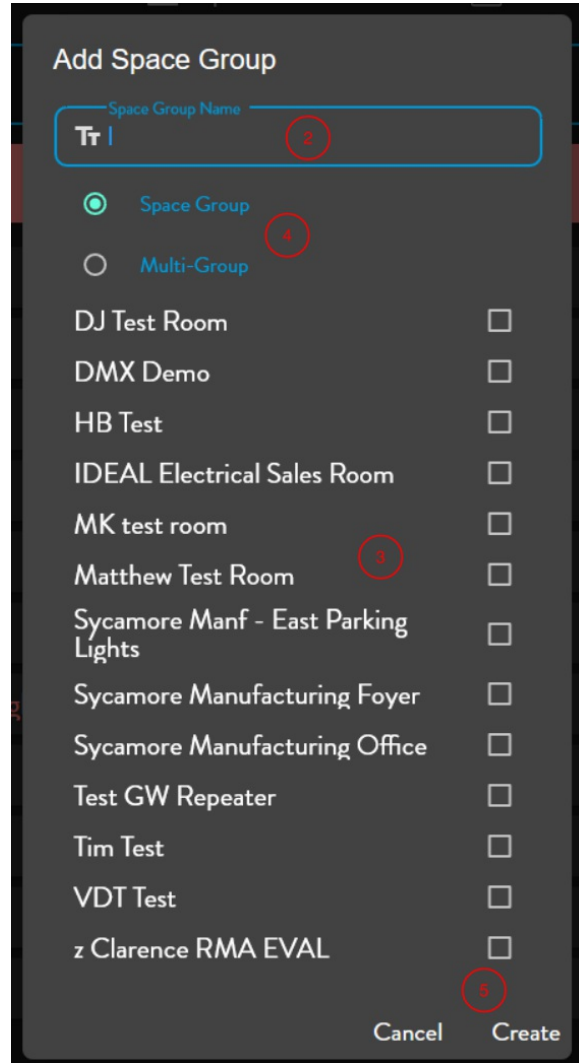 Add Space Group
Space Group Name
Tт
2
Space Group
4
Multi-Group
DJ Test Room
DMX Demo
HB Test
IDEAL Electrical Sales Room
MK test room
3
Matthew Test Room
Sycamore Manf - East Parking
Lights
Sycamore Manufacturing Foyer
g
Sycamore Manufacturing Office
Test GW Repeater
Tim Test
VDT Test
z Clarence RMA EVAL
5
Cancel Create